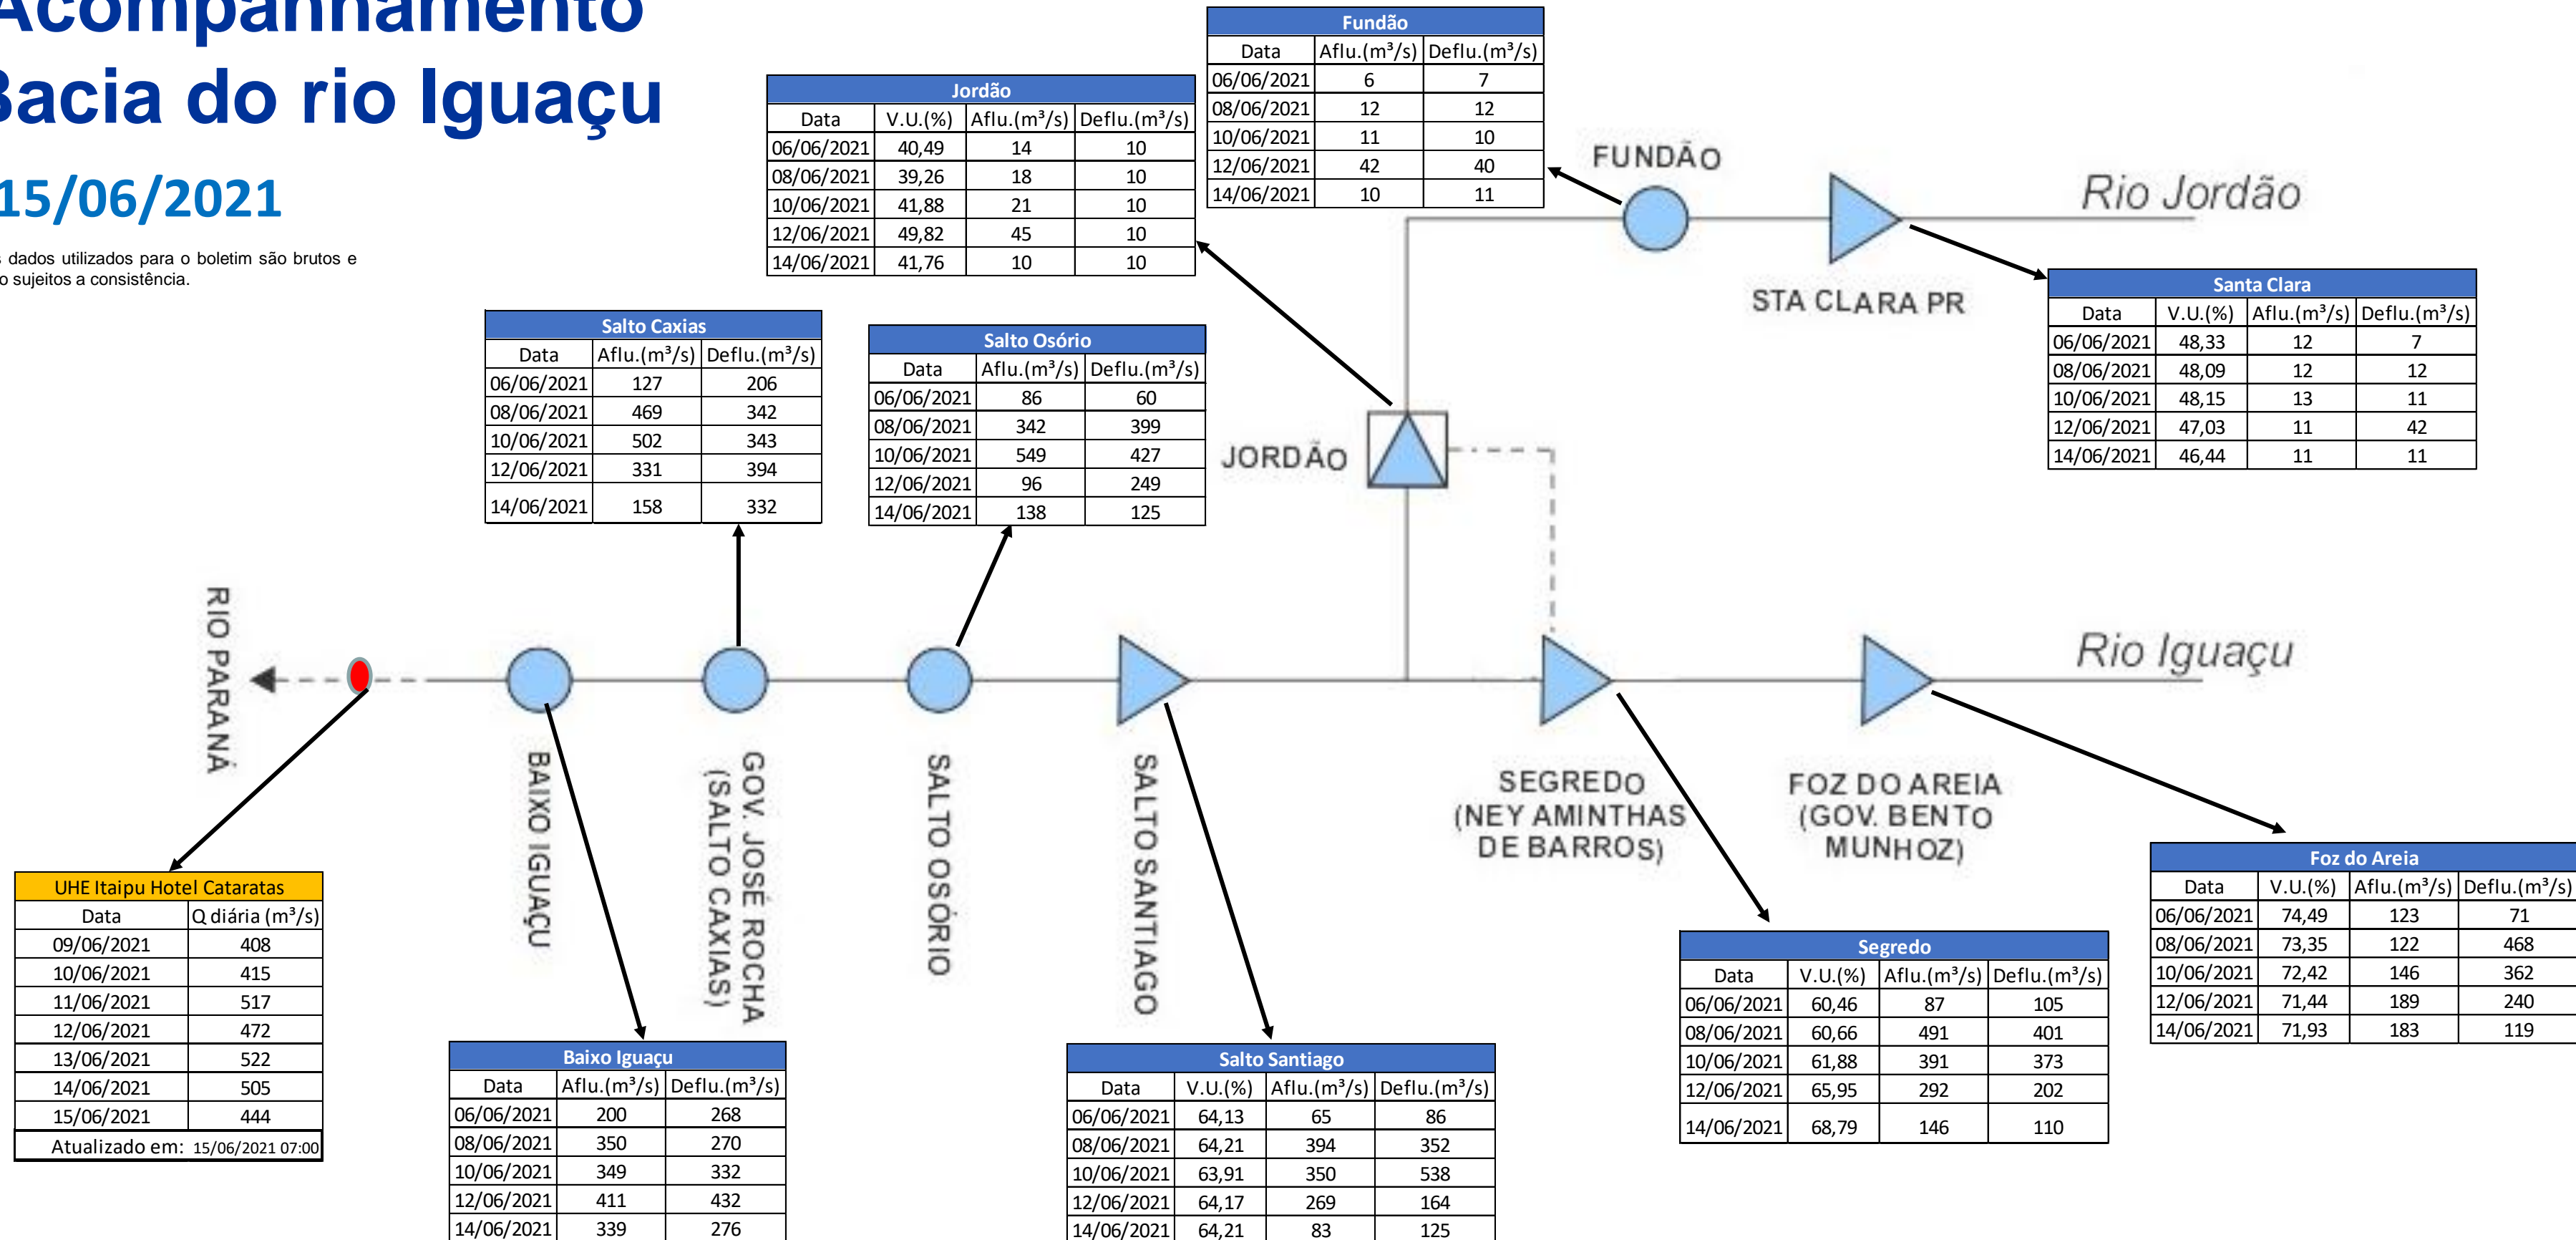 Acompanhamento
Bacia do rio Iguaçu
15/06/2021
dados utilizados para o boletim são brutos e
sujeitos a consistência.
Fundão
Data Aflu.(m³/s) Deflu.(m³/s)
06/06/2021 6 7
08/06/2021 12 12
10/06/2021 11 10
12/06/2021 42 40
14/06/2021 10 11
Jordão
Data V.U.(%) Aflu.(m³/s) Deflu.(m³/s)
06/06/2021 40,49 14 10
08/06/2021 39,26 18 10
10/06/2021 41,88 21 10
12/06/2021 49,82 45 10
14/06/2021 41,76 10 10
FUNDÃO
Rio Jordão
STA CLARA PR
Santa Clara
Data V.U.(%) Aflu.(m³/s) Deflu.(m³/s)
06/06/2021 48,33 12 7
08/06/2021 48,09 12 12
10/06/2021 48,15 13 11
12/06/2021 47,03 11 42
14/06/2021 46,44 11 11
Salto Caxias
Data Aflu.(m³/s) Deflu.(m³/s)
06/06/2021 127 206
08/06/2021 469 342
10/06/2021 502 343
12/06/2021 331 394
14/06/2021 158 332
Salto Osório
Data Aflu.(m³/s) Deflu.(m³/s)
06/06/2021 86 60
08/06/2021 342 399
10/06/2021 549 427
12/06/2021 96 249
14/06/2021 138 125
JORDÃO
RIO PARANÁ
Rio Iguaçu
BAIXO IGUAÇU
GOV. JOSÉ ROCHA
(SALTO CAXIAS)
SALTO OSÓRIO
SALTO SANTIAGO
SEGREDO
(NEY AMINTHAS
DE BARROS)
FOZ DO AREIA
(GOV. BENTO
MUNHOZ)
UHE Itaipu Hotel Cataratas
Data Q diária (m³/s)
09/06/2021 408
10/06/2021 415
11/06/2021 517
12/06/2021 472
13/06/2021 522
14/06/2021 505
15/06/2021 444
Atualizado em: 15/06/2021 07:00
Baixo Iguaçu
Data Aflu.(m³/s) Deflu.(m³/s)
06/06/2021 200 268
08/06/2021 350 270
10/06/2021 349 332
12/06/2021 411 432
14/06/2021 339 276
Salto Santiago
Data V.U.(%) Aflu.(m³/s) Deflu.(m³/s)
06/06/2021 64,13 65 86
08/06/2021 64,21 394 352
10/06/2021 63,91 350 538
12/06/2021 64,17 269 164
14/06/2021 64,21 83 125
Segredo
Data V.U.(%) Aflu.(m³/s) Deflu.(m³/s)
06/06/2021 60,46 87 105
08/06/2021 60,66 491 401
10/06/2021 61,88 391 373
12/06/2021 65,95 292 202
14/06/2021 68,79 146 110
Foz do Areia
Data V.U.(%) Aflu.(m³/s) Deflu.(m³/s)
06/06/2021 74,49 123 71
08/06/2021 73,35 122 468
10/06/2021 72,42 146 362
12/06/2021 71,44 189 240
14/06/2021 71,93 183 119